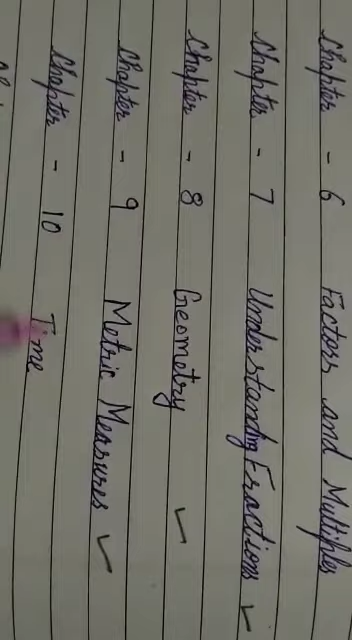 Chapter - 6 Factors and Multiples
Chapter - 7 Understanding Fractions ✓
Chapter - 8 Geometry ✓
Chapter - 9 Metric Measures ✓
Chapter - 10 Time